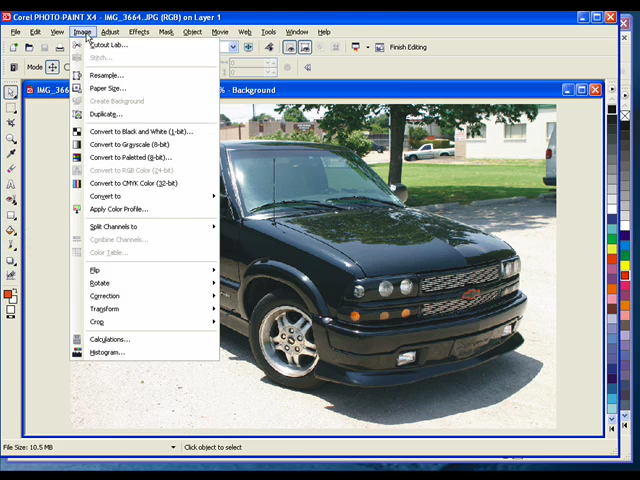 Corel PHOTO-PAINT X4 - IMG_3664.JPG (RGB) on Layer 1
File Edit View Image Adjust Effects Mask Object Movie Web Tools Window Help
Finish Editing
Mode
0
0
IMG_366
% - Background
Cutout Lab...
Stitch...
Resample...
Paper Size...
Create Background
Duplicate...
Convert to Black and White (1-bit)...
Convert to Grayscale (8-bit)
Convert to Paletted (8-bit)...
Convert to RGB Color (24-bit)
Convert to CMYK Color (32-bit)
Convert to
Apply Color Profile...
Split Channels to
Combine Channels...
Color Table...
Flip
Rotate
Correction
Transform
Crop
Calculations...
Histogram...
File Size: 10.5 MB
Click object to select